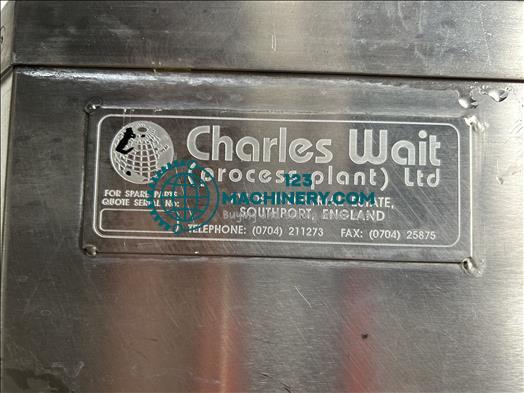 Charles Wait
(process plant) Ltd
FOR SPARE PARTS
QUOTE SERIAL No:
ESTATE,
SOUTHPORT, ENGLAND
TELEPHONE: (0704) 211273 FAX: (0704) 25875
123
MACHINERY.COM